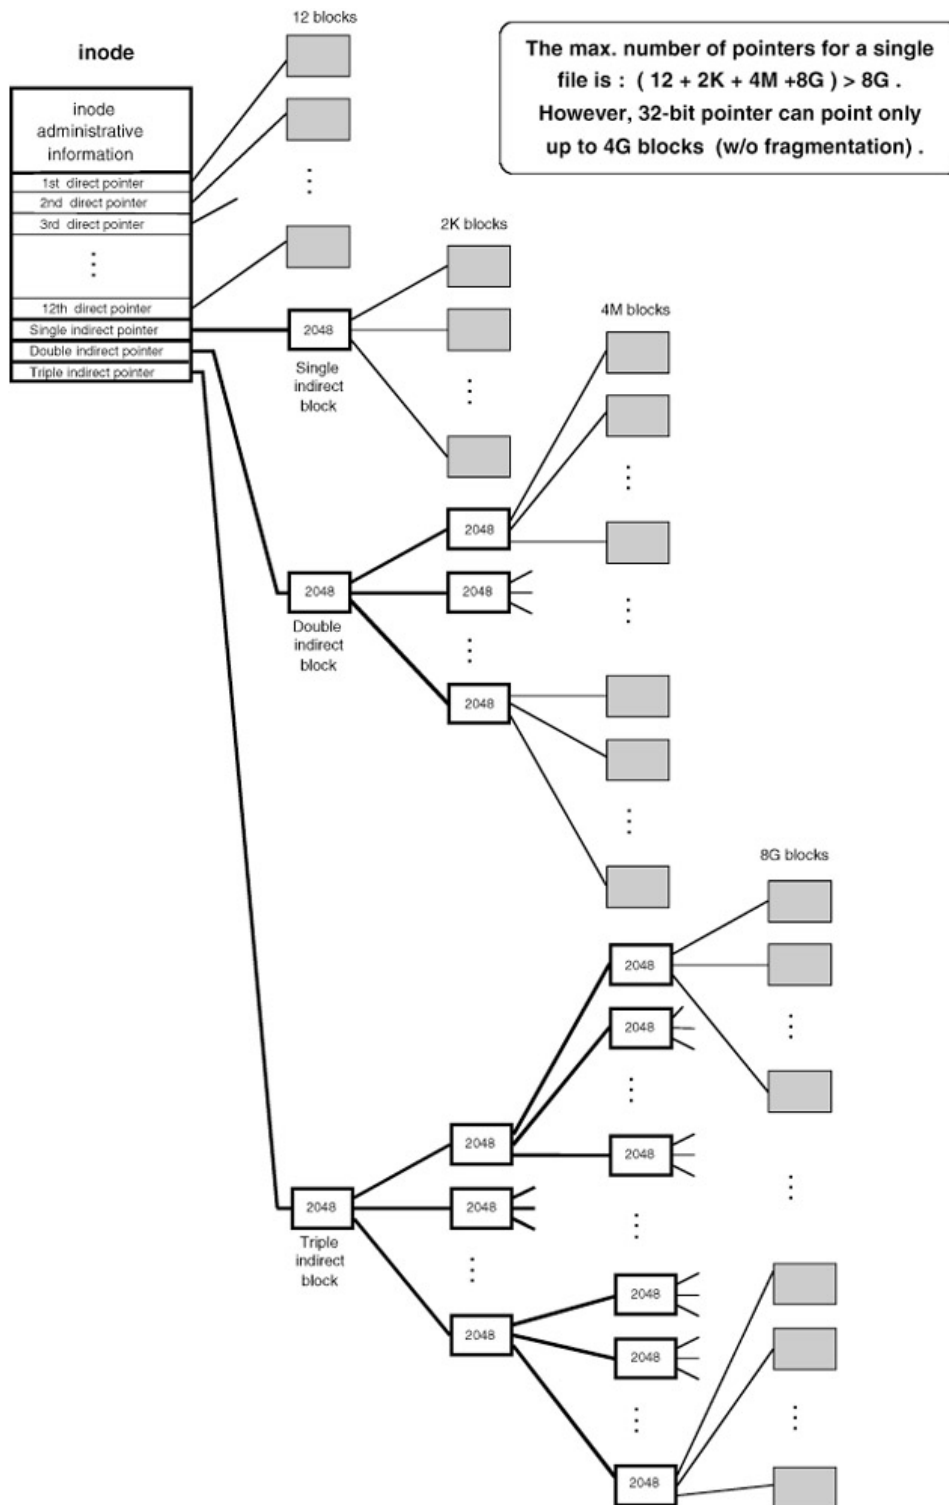 12 blocks
inode
The max. number of pointers for a single
file is : ( 12 + 2K + 4M +8G ) > 8G .
However, 32-bit pointer can point only
up to 4G blocks (w/o fragmentation) .
inode
administrative
information
1st direct pointer
2nd direct pointer
3rd direct pointer
12th direct pointer
Single indirect pointer
Double indirect pointer
Triple indirect pointer
2K blocks
2048
Single
indirect
block
4M blocks
2048
2048
Double
indirect
block
2048
2048
8G blocks
2048
2048
2048
2048
2048
Triple
indirect
block
2048
2048
2048
2048
2048